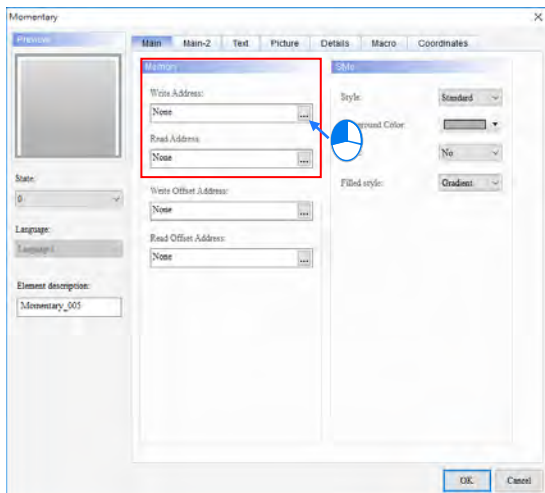 Momentary
Preview
Main Main-2 Text Picture Details Macro Coordinates
Memory
Style
Write Address:
None
...
Style:
Standard
Color
Read Address:
None
...
No
State:
0
Write Offset Address:
None
...
Filled style:
Gradient
Language:
Language1
Read Offset Address:
None
...
Element description:
Momentary_005
OK
Cancel